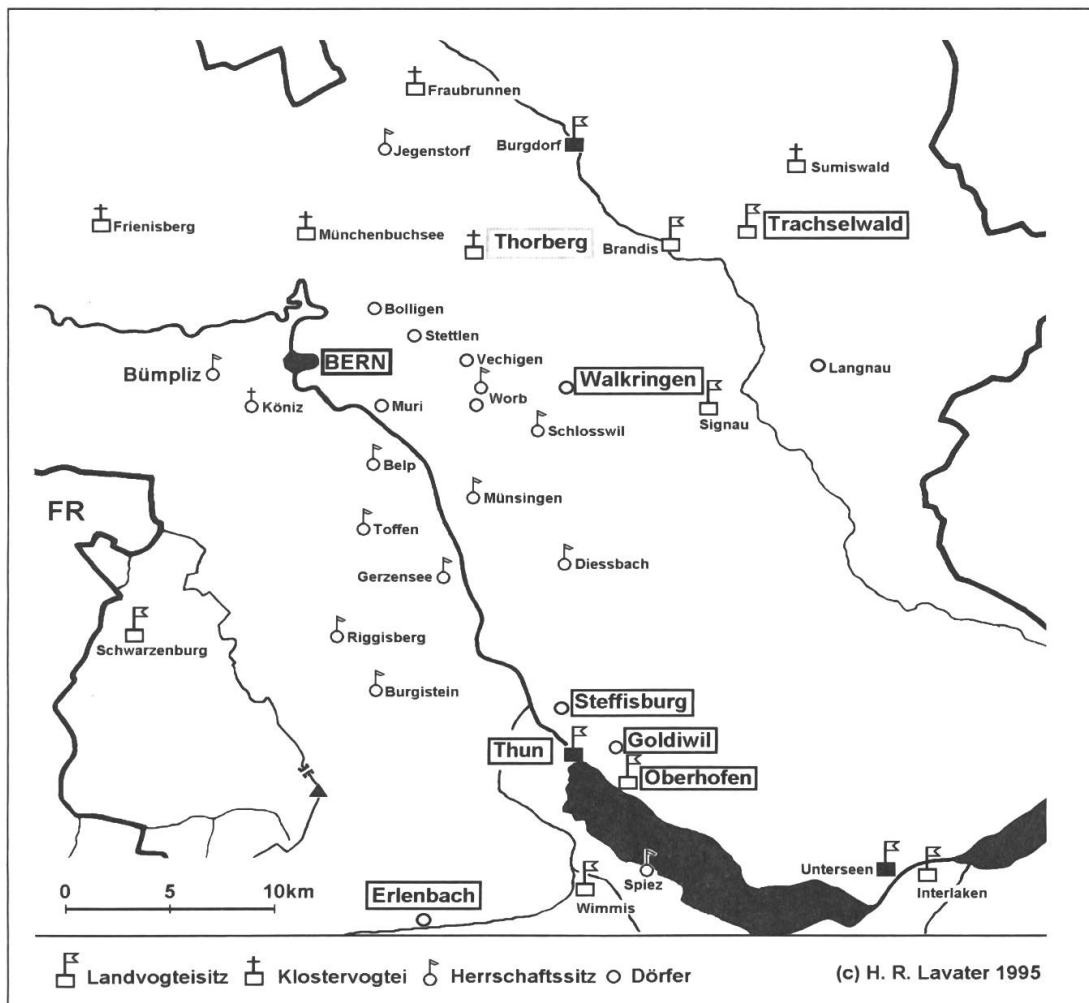 Fraubrunnen
Jegenstorf
Burgdorf
Sumiswald
Frienisberg
Münchenbuchsee
Thorberg
Brandis
Trachselwald
Bolligen
Stettlen
BERN
Vechigen
Bümpliz
Walkringen
Langnau
Köniz
Muri
Worb
Signau
Schlosswil
Belp
Münsingen
FR
Toffen
Gerzensee
Diessbach
Schwarzenburg
Riggisberg
Burgistein
Steffisburg
Thun
Goldiwil
Oberhofen
Unterseen
Interlaken
Spiez
Wimmis
Erlenbach
0 5 10km
Landvogteisitz Klostervogtei Herrschaftssitz Dörfer (c) H. R. Lavater 1995